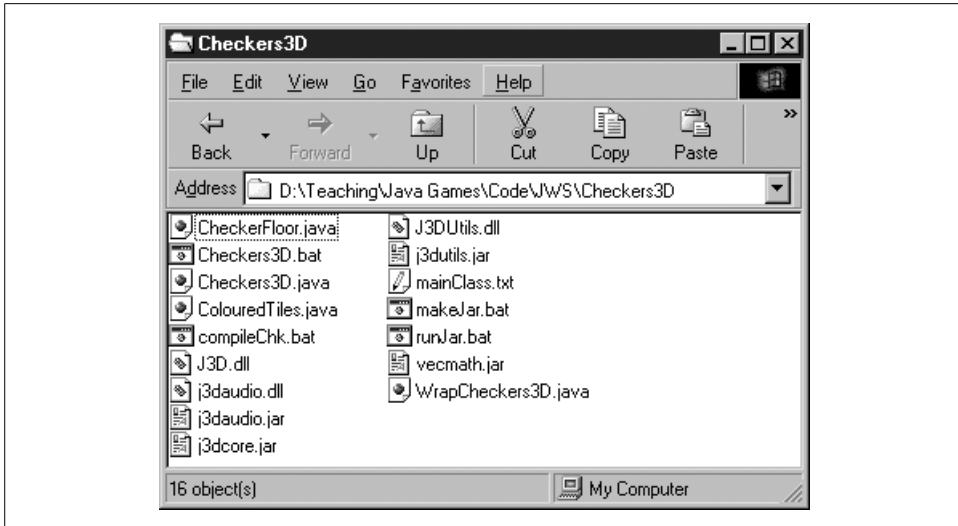 Checkers3D
File Edit View Go Favorites Help
Back Forward Up Cut Copy Paste »
Address D:\Teaching\Java Games\Code\JWS\Checkers3D
CheckerFloor.java
Checkers3D.bat
Checkers3D.java
ColouredTiles.java
compileChk.bat
J3D.dll
j3daudio.dll
j3daudio.jar
j3dcore.jar
J3DUtils.dll
j3dutils.jar
mainClass.txt
makeJar.bat
runJar.bat
vecmath.jar
WrapCheckers3D.java
16 object(s) My Computer